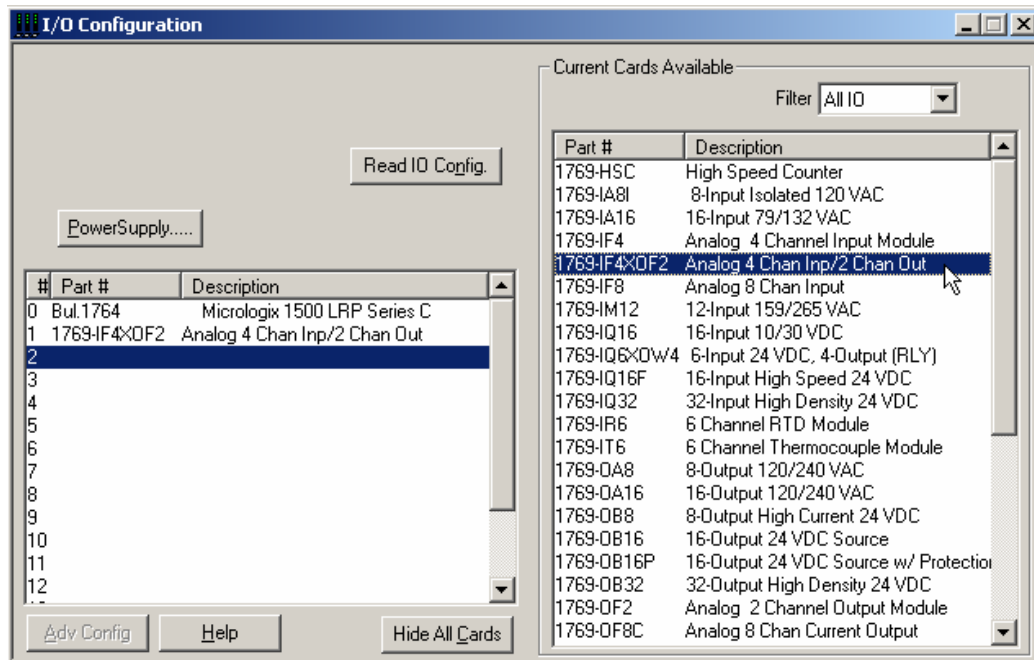 I/O Configuration
Read IO Config.
PowerSupply.....
# Part # Description
0 Bul.1764 Micrologix 1500 LRP Series C
1 1769-IF4XOF2 Analog 4 Chan Inp/2 Chan Out
2
3
4
5
6
7
8
9
10
11
12
Adv Config Help Hide All Cards
Current Cards Available
Filter All IO
Part # Description
1769-HSC High Speed Counter
1769-IA8I 8-Input Isolated 120 VAC
1769-IA16 16-Input 79/132 VAC
1769-IF4 Analog 4 Channel Input Module
1769-IF4XOF2 Analog 4 Chan Inp/2 Chan Out
1769-IF8 Analog 8 Chan Input
1769-IM12 12-Input 159/265 VAC
1769-IQ16 16-Input 10/30 VDC
1769-IQ6XOW4 6-Input 24 VDC, 4-Output (RLY)
1769-IQ16F 16-Input High Speed 24 VDC
1769-IQ32 32-Input High Density 24 VDC
1769-IR6 6 Channel RTD Module
1769-IT6 6 Channel Thermocouple Module
1769-OA8 8-Output 120/240 VAC
1769-OA16 16-Output 120/240 VAC
1769-OB8 8-Output High Current 24 VDC
1769-OB16 16-Output 24 VDC Source
1769-OB16P 16-Output 24 VDC Source w/ Protection
1769-OB32 32-Output High Density 24 VDC
1769-OF2 Analog 2 Channel Output Module
1769-OF8C Analog 8 Chan Current Output